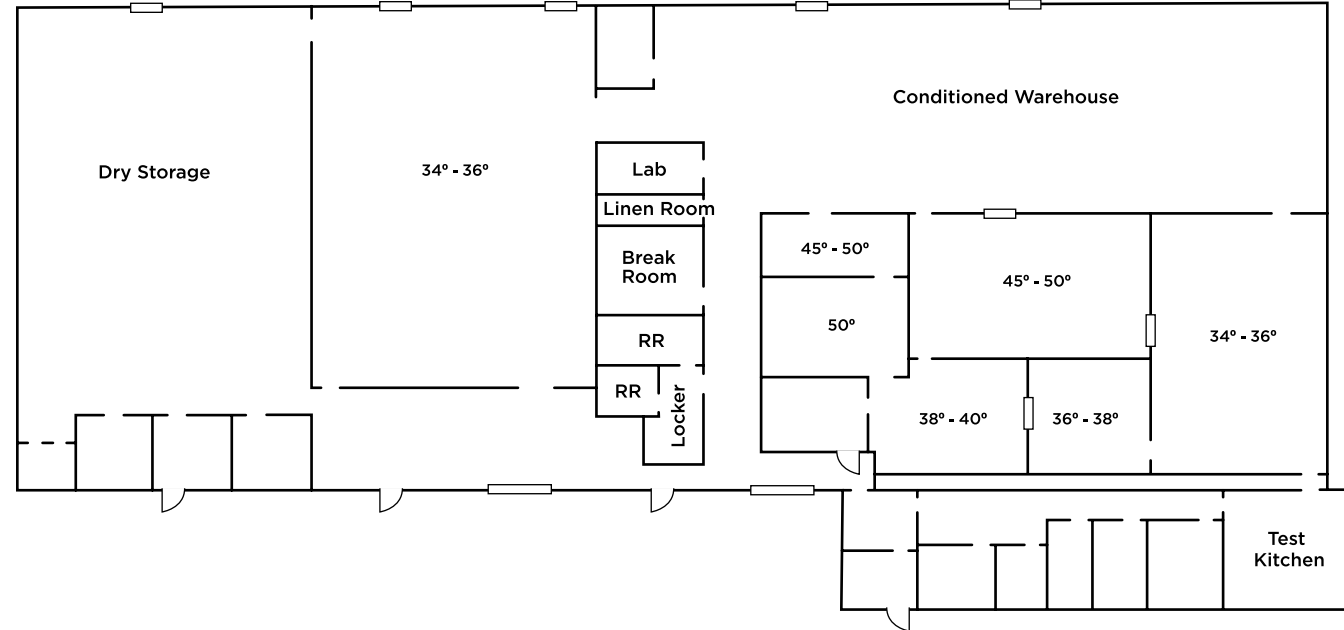 Conditioned Warehouse
Dry Storage
34º - 36º
Lab
Linen Room
Break
Room
RR
RR
Locker
45º - 50º
50º
45º - 50º
34º - 36º
38º - 40º
36º - 38º
Test
Kitchen